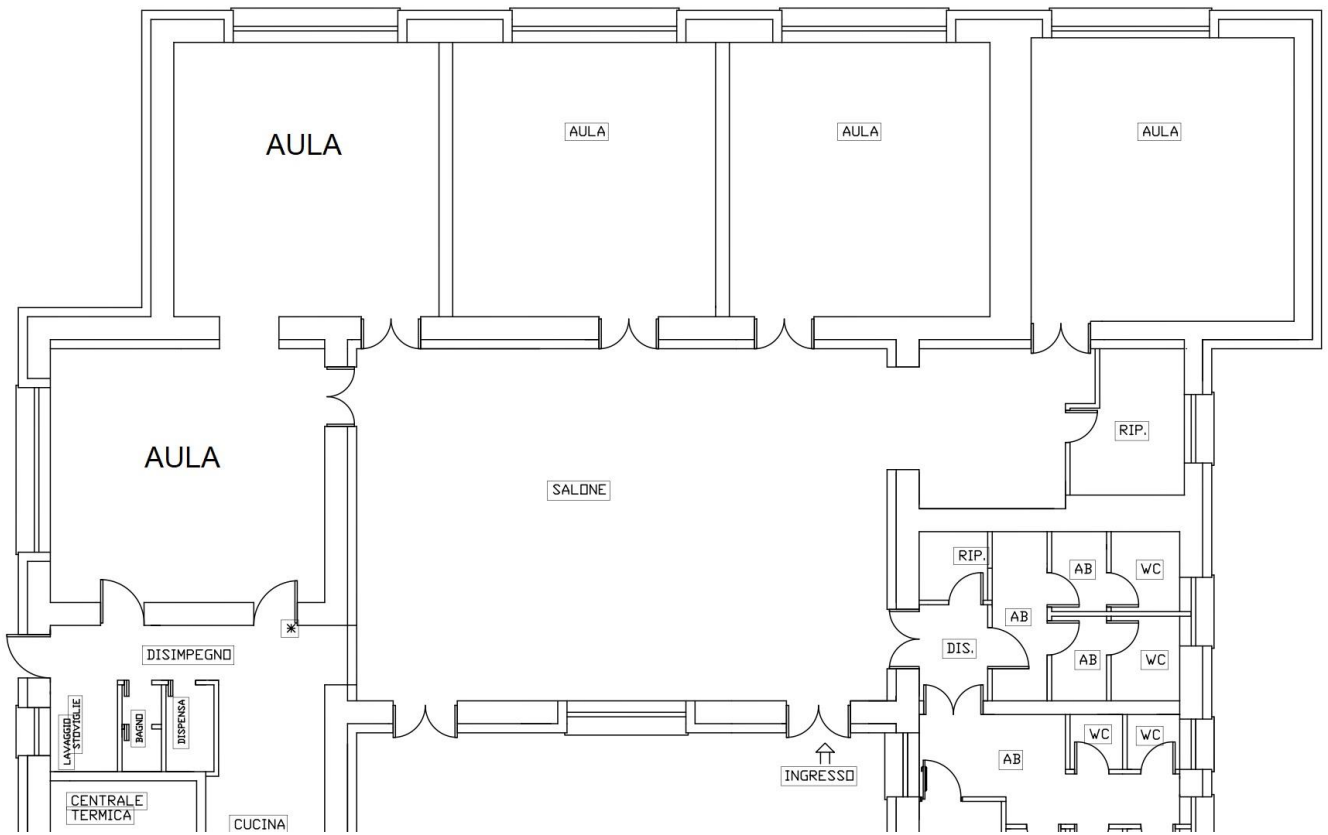 AULA
AULA
AULA
AULA
RIP.
AULA
SALONE
RIP.
AB
WC
AB
DIS.
AB
WC
DISIMPEGNO
LAVAGGIO
STOVIGLIE
BAGNO
DISPENSA
WC
WC
AB
INGRESSO
CENTRALE
TERMICA
CUCINA